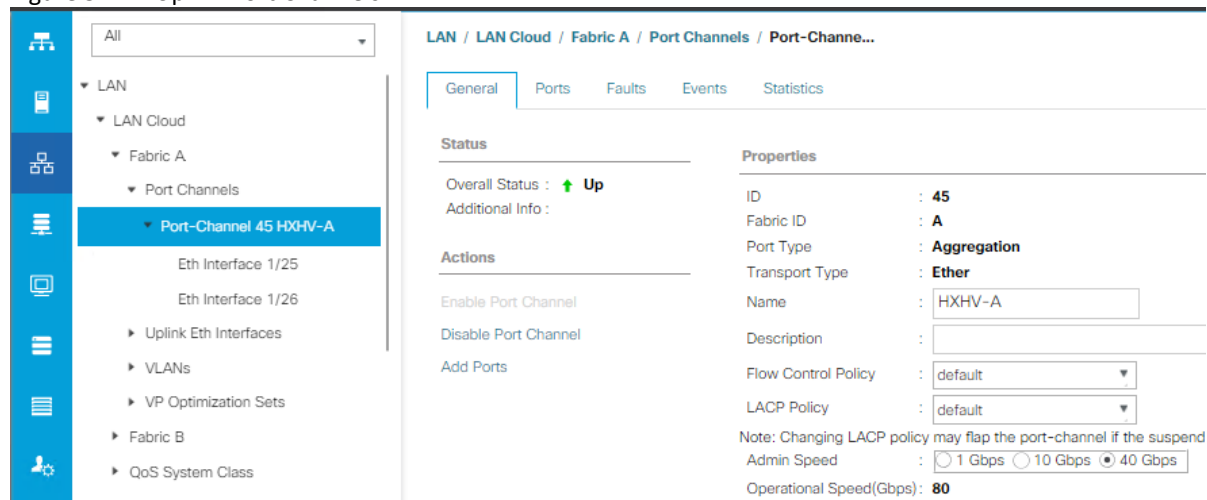 All
LAN
LAN Cloud
Fabric A
Port Channels
Port-Channel 45 HXHV-A
Eth Interface 1/25
Eth Interface 1/26
Uplink Eth Interfaces
VLANs
VP Optimization Sets
Fabric B
QoS System Class
LAN / LAN Cloud / Fabric A / Port Channels / Port-Channe...
General Ports Faults Events Statistics
Status
Overall Status : Up
Additional Info :
Actions
Enable Port Channel
Disable Port Channel
Add Ports
Properties
ID : 45
Fabric ID : A
Port Type : Aggregation
Transport Type : Ether
Name : HXHV-A
Description :
Flow Control Policy : default
LACP Policy : default
Note: Changing LACP policy may flap the port-channel if the suspend
Admin Speed : 1 Gbps 10 Gbps 40 Gbps
Operational Speed(Gbps) : 80